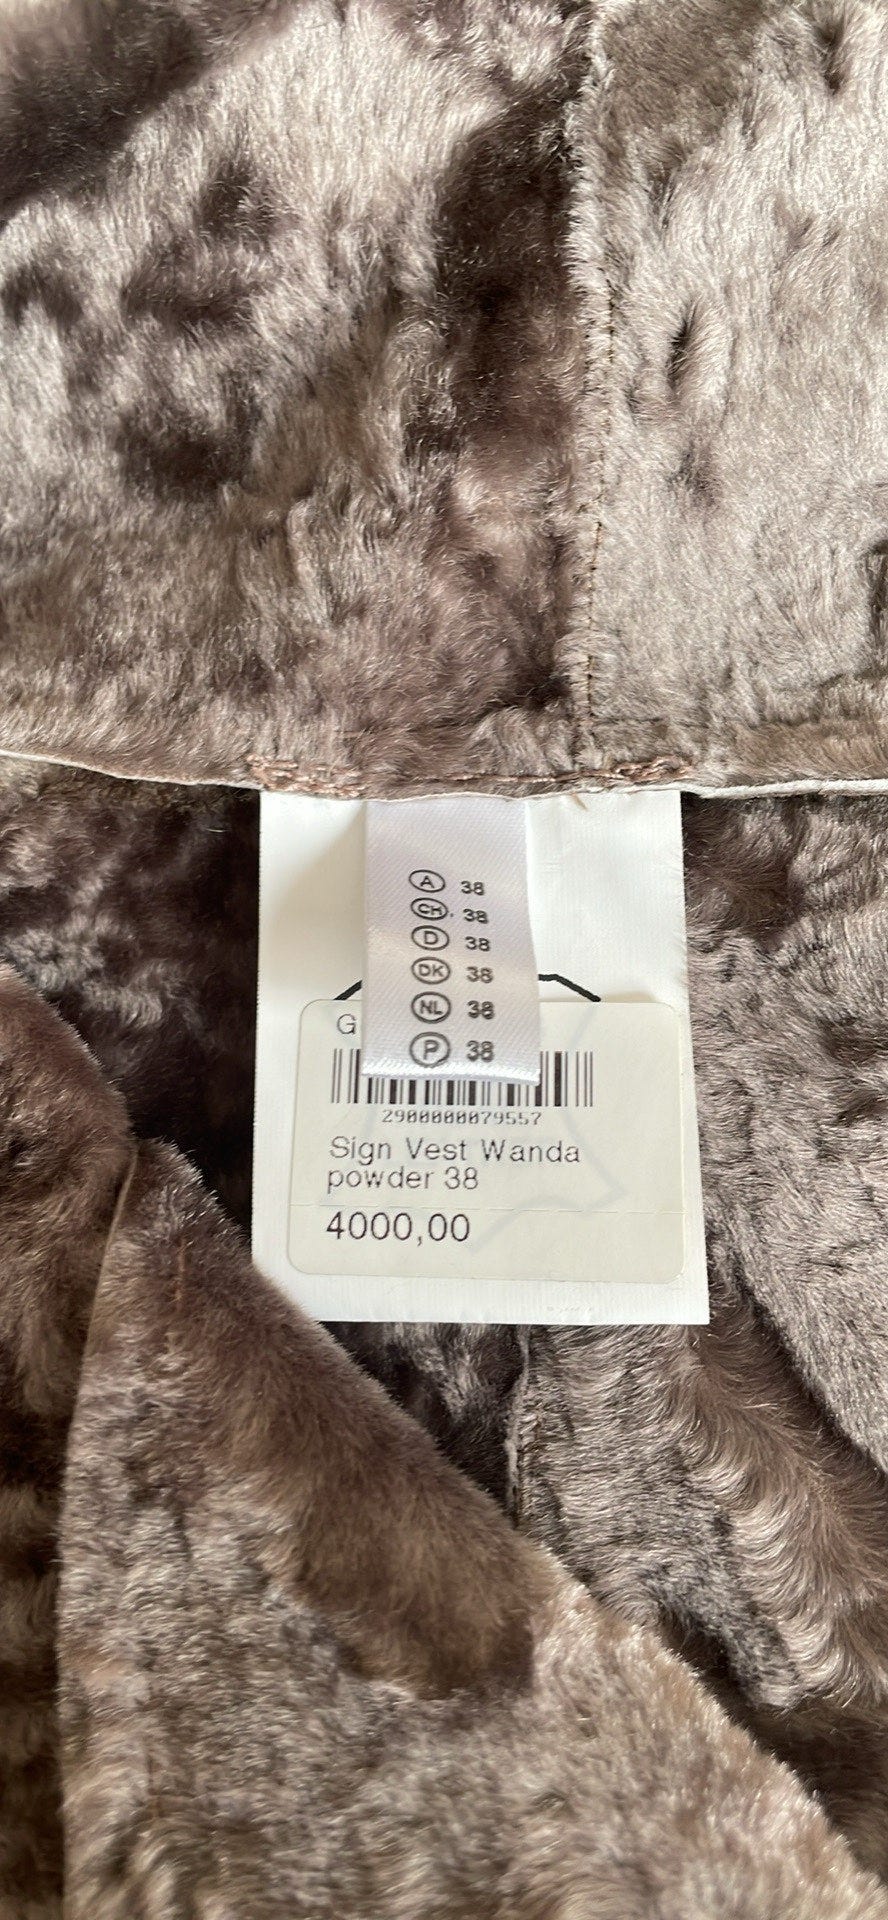 A 38
CH. 38
D 38
DK 38
NL 38
P 38
G
2900000079557
Sign Vest Wanda
powder 38
4000,00